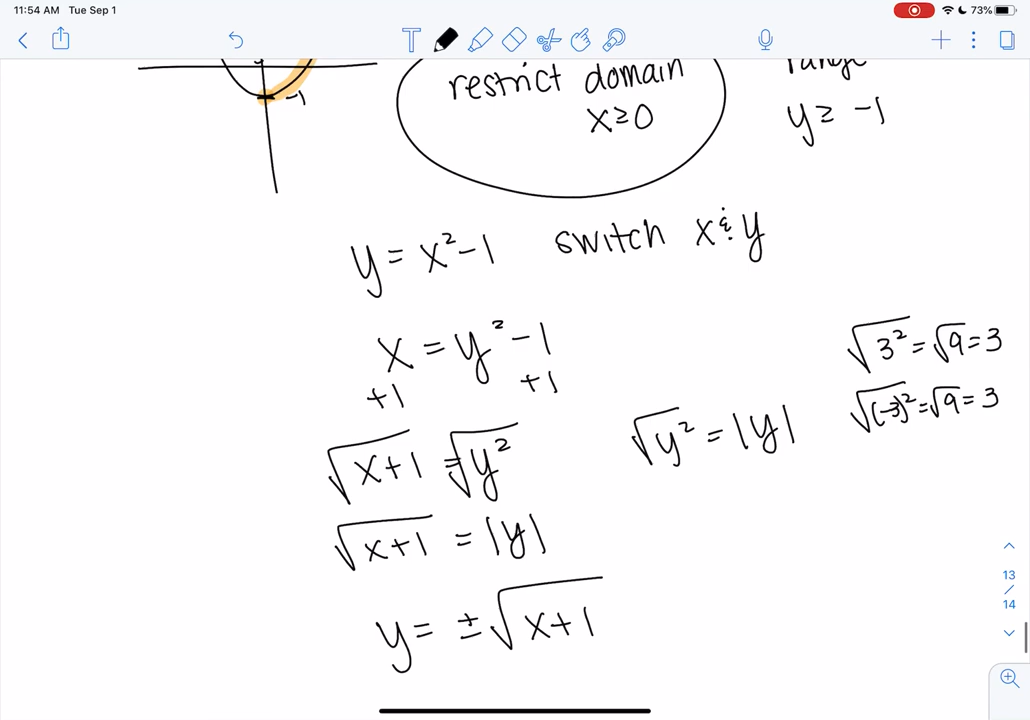 11:54 AM Tue Sep 1
73%
T
-1
restrict domain
x ≥ 0
range
y ≥ -1
y = x² - 1 switch x & y
x = y² - 1
+1 +1
√(x+1) = √(y²)
√(y²) = |y|
√(3²) = √9 = 3
√((-3)²) = √9 = 3
√(x+1) = |y|
y = ± √(x+1)
13
/
14